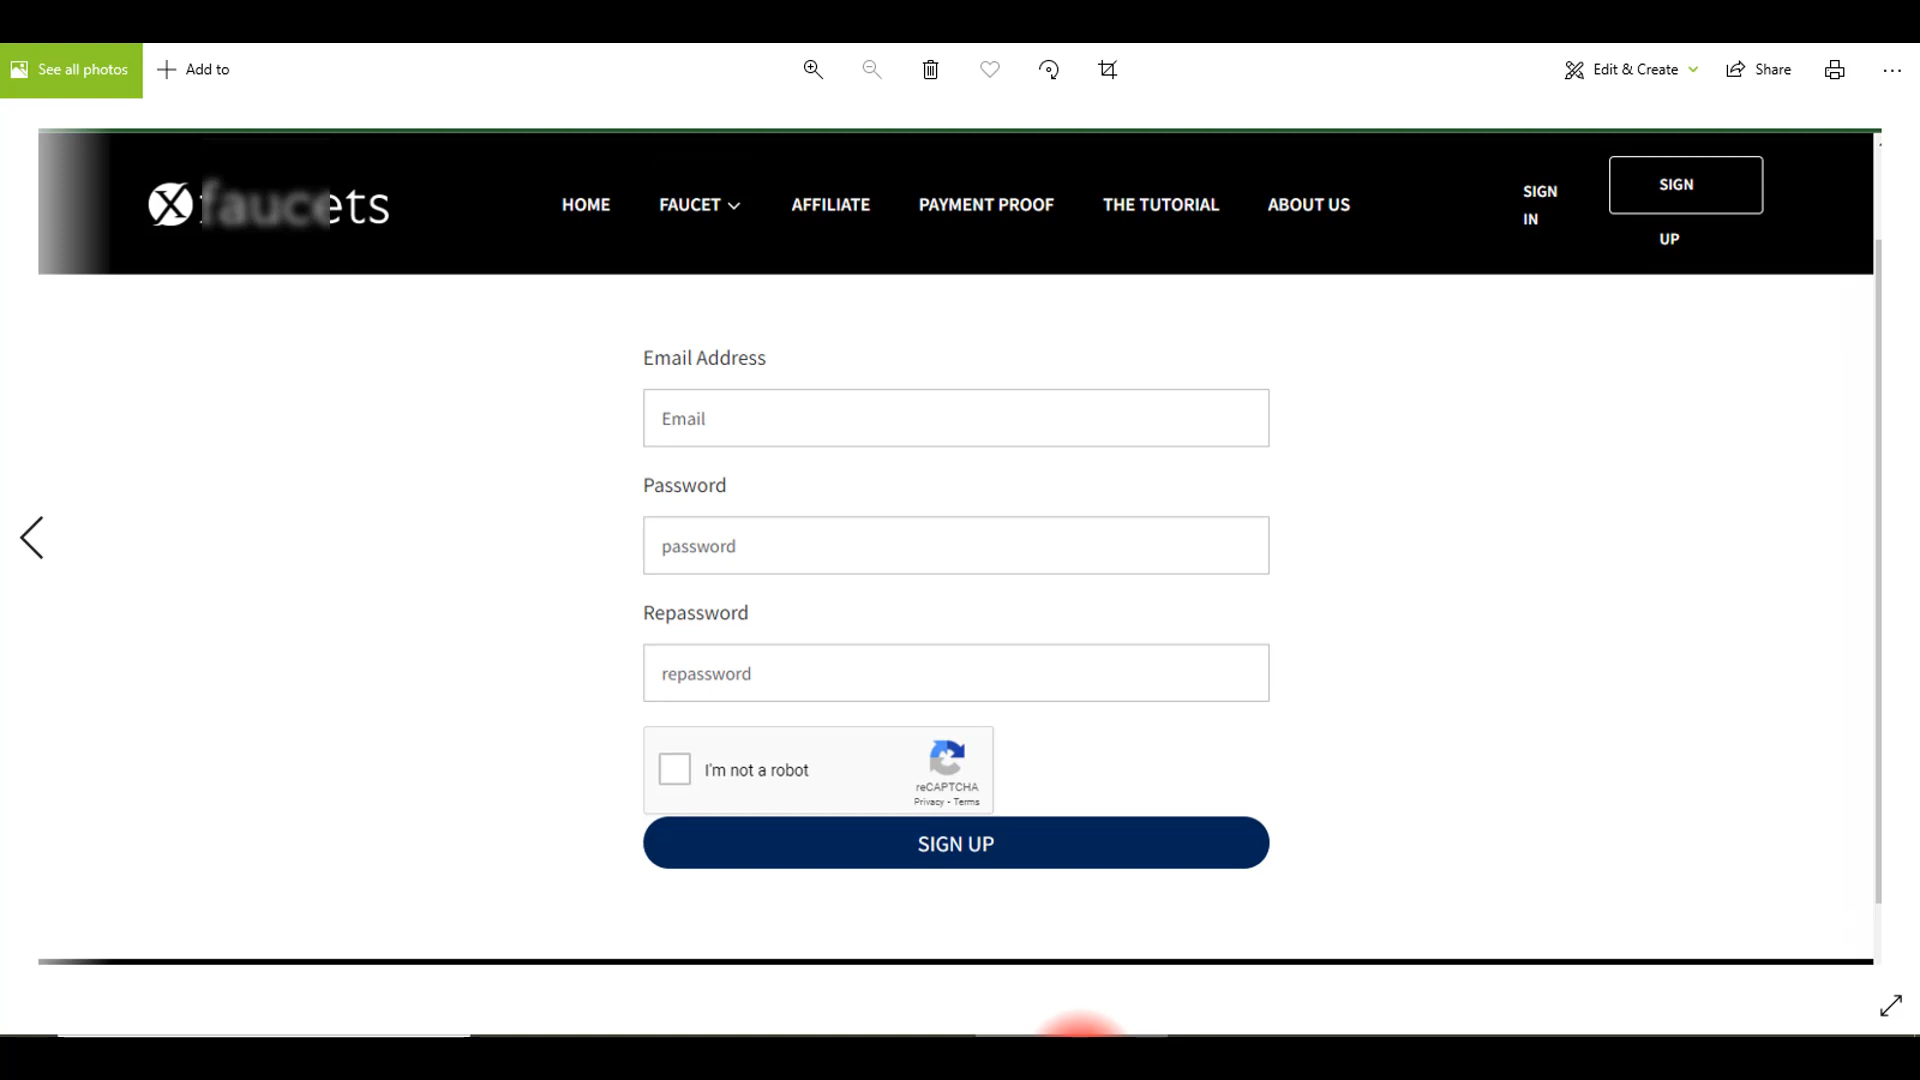 See all photos
Add to
Edit & Create
Share
faucets
HOME
FAUCET
AFFILIATE
PAYMENT PROOF
THE TUTORIAL
ABOUT US
SIGN
IN
SIGN
UP
Email Address
Email
Password
password
Repassword
repassword
I'm not a robot
reCAPTCHA
Privacy - Terms
SIGN UP